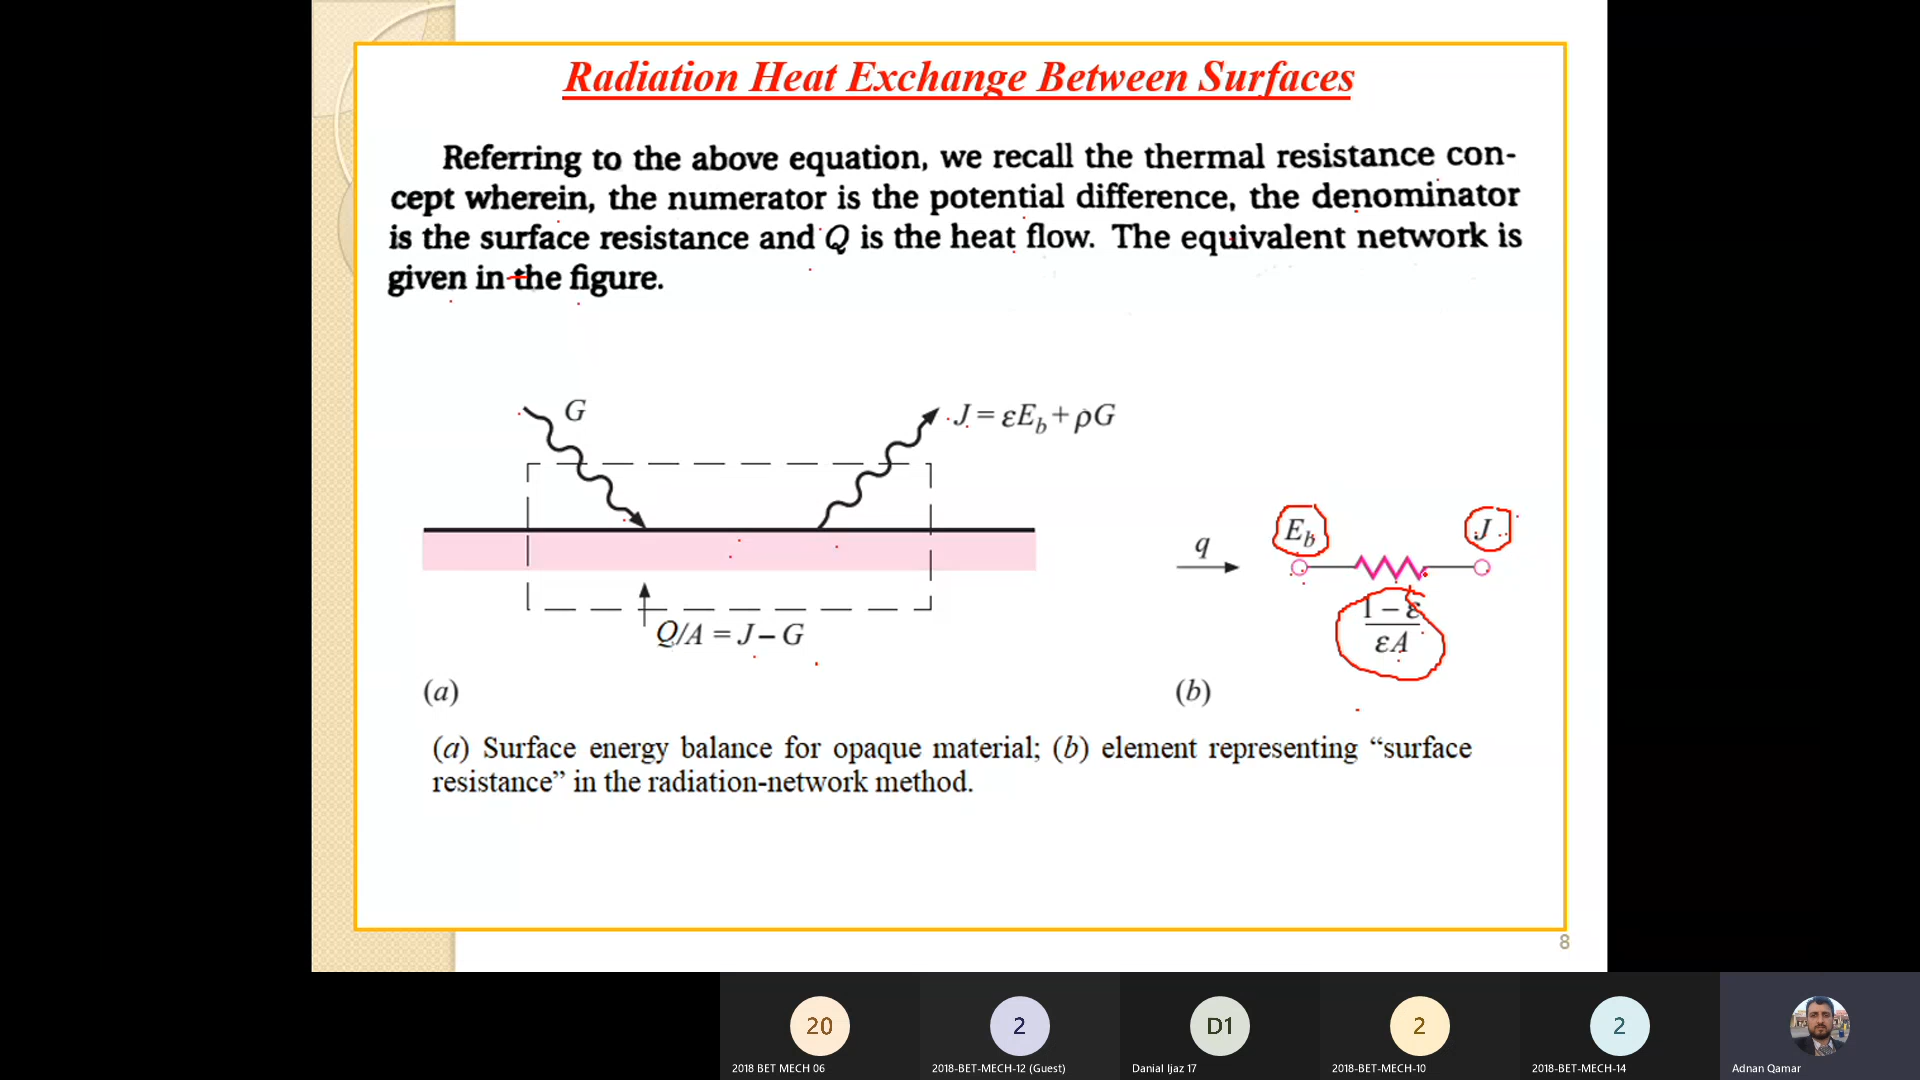 Radiation Heat Exchange Between Surfaces
Referring to the above equation, we recall the thermal resistance con-
cept wherein, the numerator is the potential difference, the denominator
is the surface resistance and Q is the heat flow. The equivalent network is
given in the figure.
G
J = εE_b + ρG
Q/A = J – G
(a)
q
E_b
J
1 – ε
εA
(b)
(a) Surface energy balance for opaque material; (b) element representing “surface
resistance” in the radiation-network method.
8
20
2
D1
2
2
2018 BET MECH 06
2018-BET-MECH-12 (Guest)
Danial Ijaz 17
2018-BET-MECH-10
2018-BET-MECH-14
Adnan Qamar